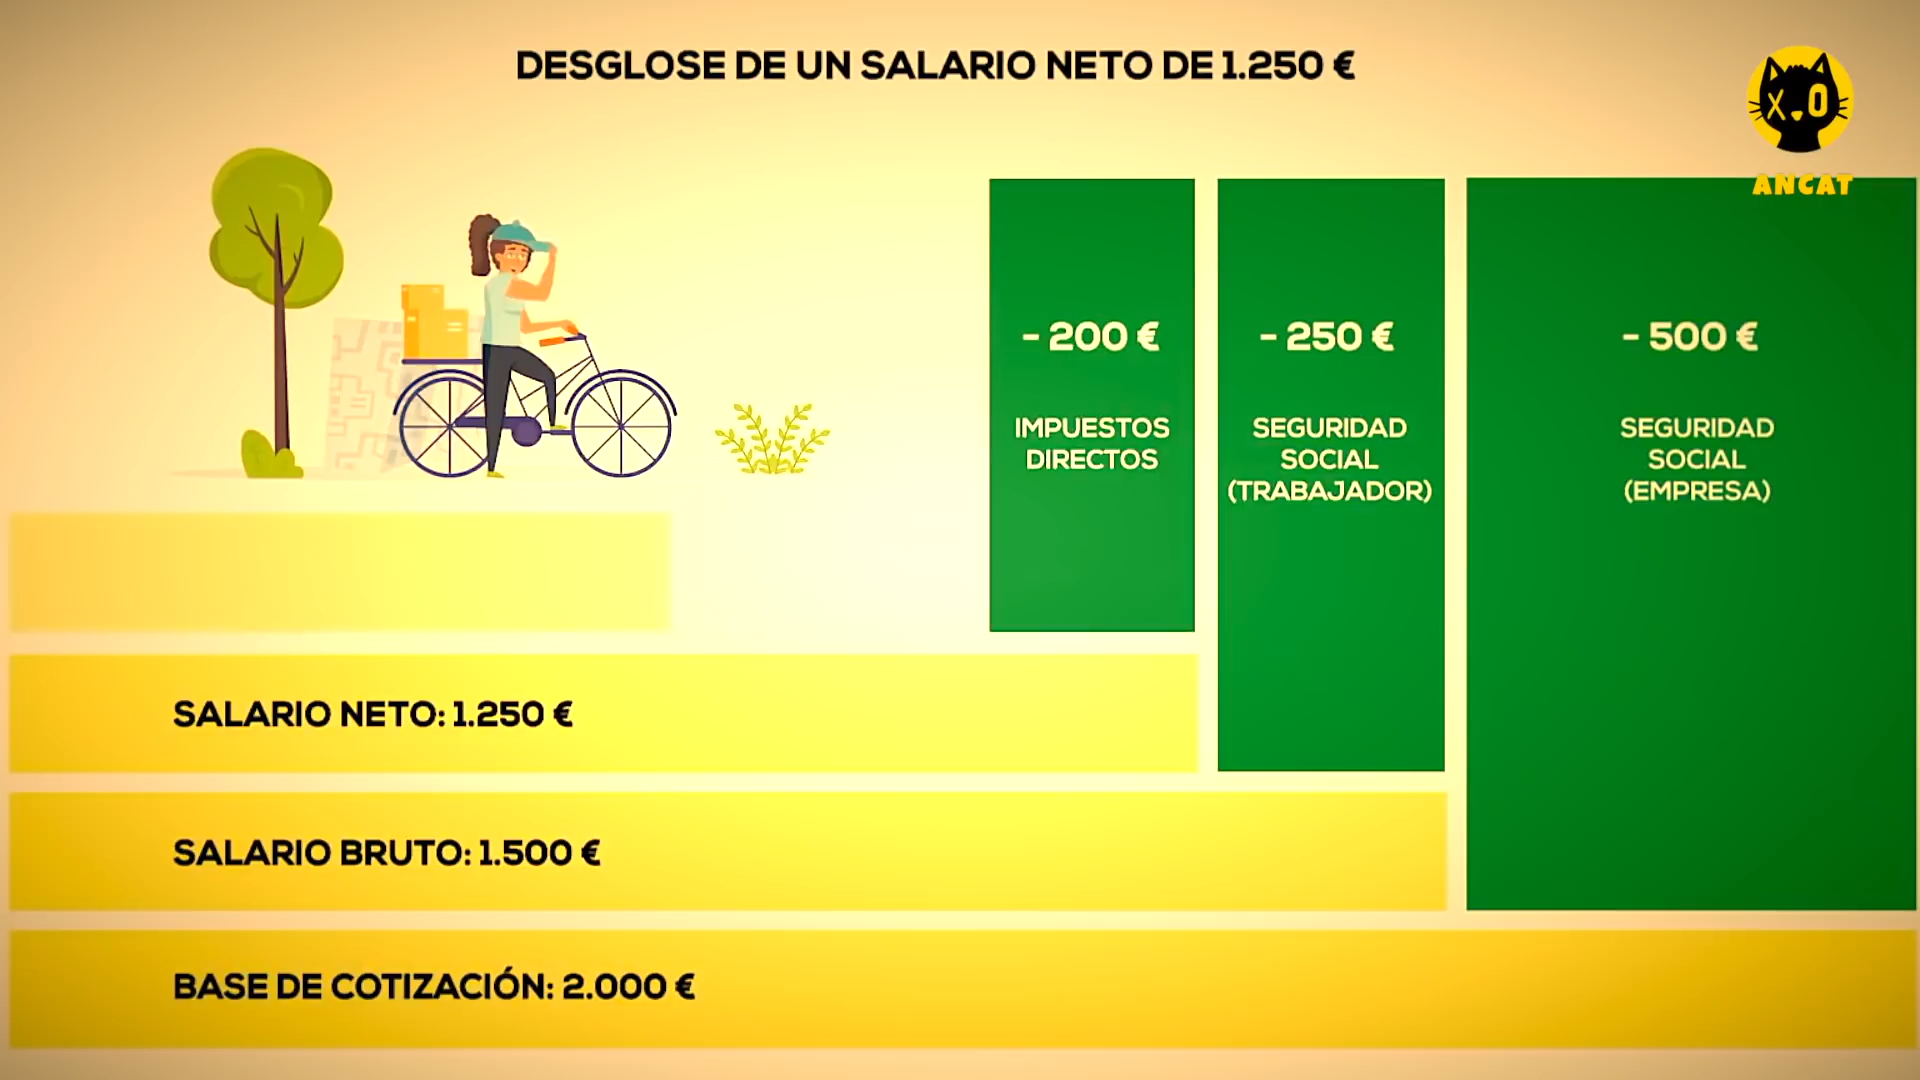 DESGLOSE DE UN SALARIO NETO DE 1.250 €
X.O
ANCAT
- 200 €
IMPUESTOS
DIRECTOS
- 250 €
SEGURIDAD
SOCIAL
(TRABAJADOR)
- 500 €
SEGURIDAD
SOCIAL
(EMPRESA)
SALARIO NETO: 1.250 €
SALARIO BRUTO: 1.500 €
BASE DE COTIZACIÓN: 2.000 €